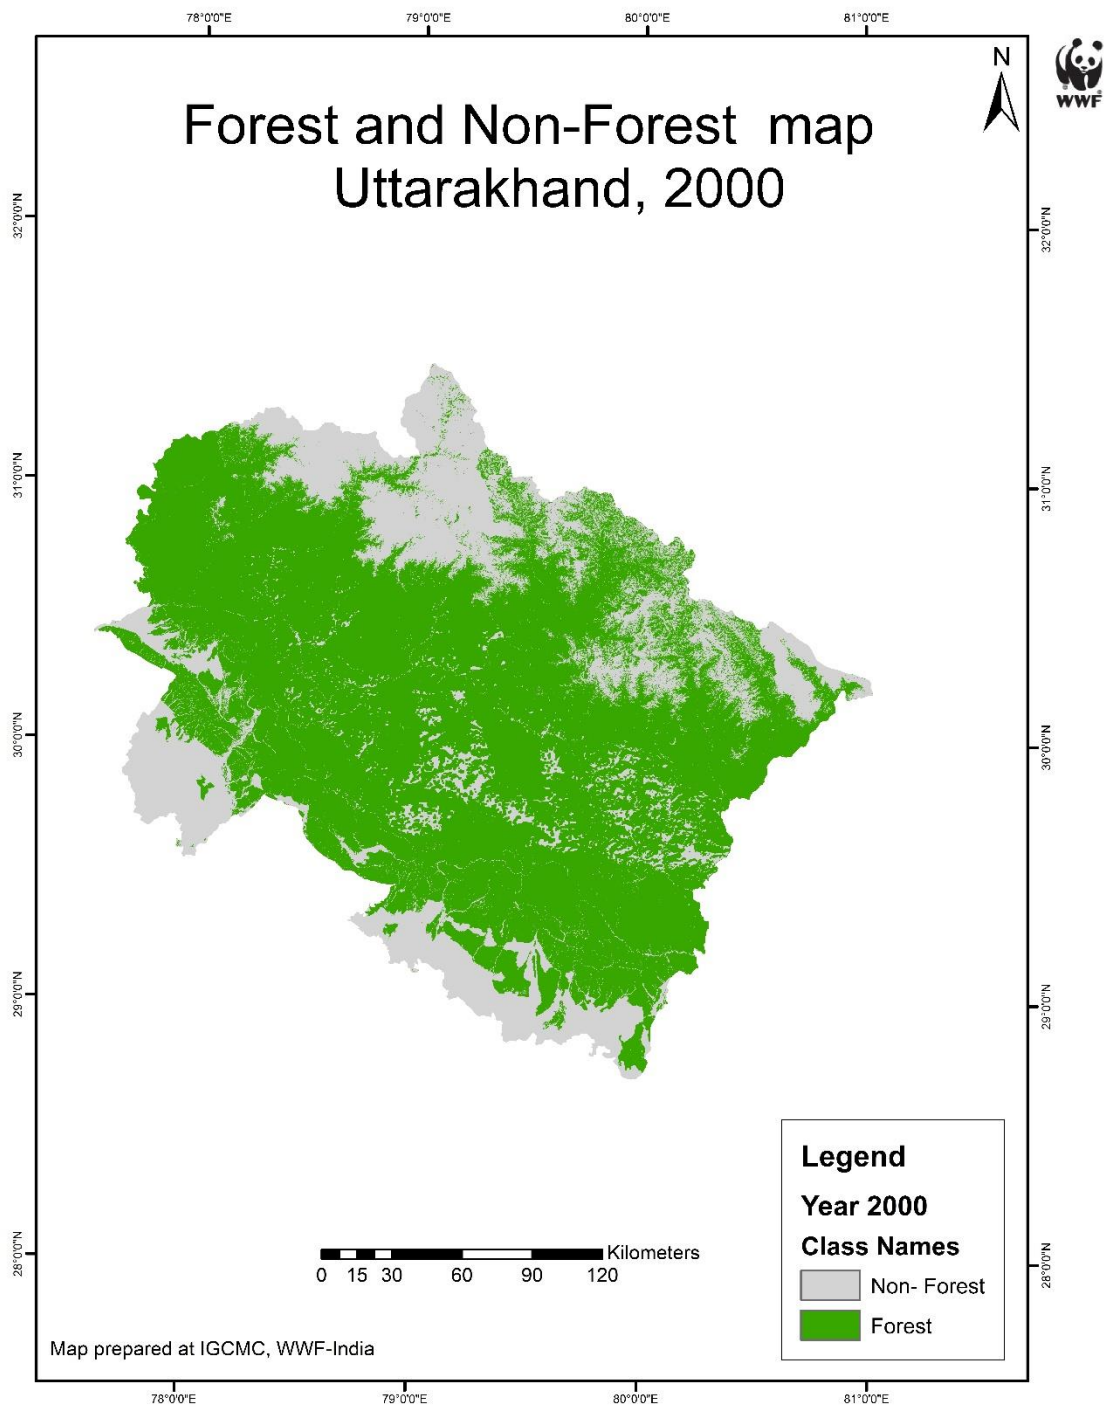 78°0'0"E 79°0'0"E 80°0'0"E 81°0'0"E
N
WWF
Forest and Non-Forest map
Uttarakhand, 2000
32°0'0"N
32°0'0"N
31°0'0"N
31°0'0"N
30°0'0"N
30°0'0"N
29°0'0"N
29°0'0"N
28°0'0"N
28°0'0"N
Legend
Year 2000
Class Names
Non- Forest
Forest
Kilometers
0 15 30 60 90 120
Map prepared at IGCMC, WWF-India
78°0'0"E 79°0'0"E 80°0'0"E 81°0'0"E